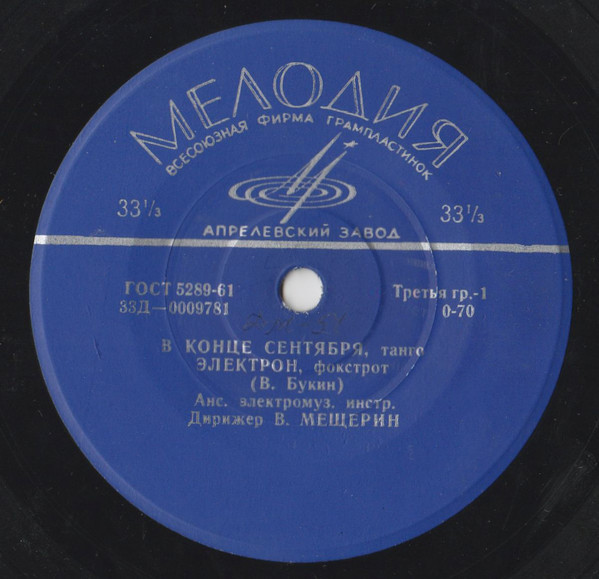 МЕЛОДИЯ
ВСЕСОЮЗНАЯ ФИРМА ГРАМПЛАСТИНОК
33⅓ 33⅓
АПРЕЛЕВСКИЙ ЗАВОД
ГОСТ 5289-61 Третья гр.-1
33Д—0009781 0-70
В КОНЦЕ СЕНТЯБРЯ, танго
ЭЛЕКТРОН, фокстрот
(В. Букин)
Анс. электромуз. инстр.
Дирижер В. МЕЩЕРИН